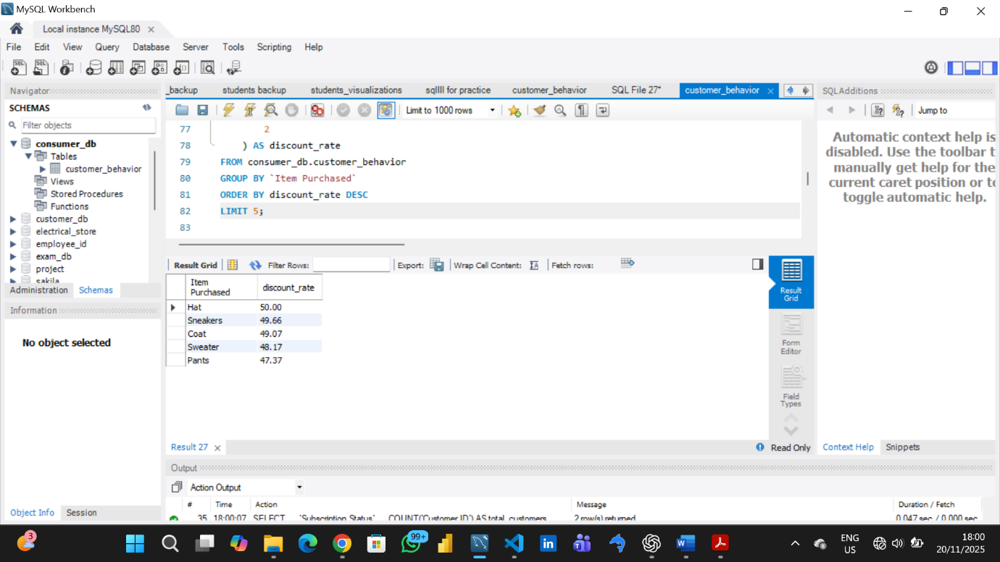 MySQL Workbench
Local instance MySQL80
File Edit View Query Database Server Tools Scripting Help
Navigator
SCHEMAS
Filter objects
consumer_db
Tables
customer_behavior
Views
Stored Procedures
Functions
customer_db
electrical_store
employee_id
exam_db
project
sakila
Administration Schemas
Information
No object selected
Object Info Session
_backup students backup students_visualizations sqllll for practice customer_behavior SQL File 27* customer_behavior
Limit to 1000 rows
77 2
78 ) AS discount_rate
79 FROM consumer_db.customer_behavior
80 GROUP BY `Item Purchased`
81 ORDER BY discount_rate DESC
82 LIMIT 5;
83
Result Grid Filter Rows: Export: Wrap Cell Content: Fetch rows:
Item Purchased discount_rate
Hat 50.00
Sneakers 49.66
Coat 49.07
Sweater 48.17
Pants 47.37
Result Grid
Form Editor
Field Types
Result 27
Read Only
SQLAdditions
Jump to
Automatic context help is
disabled. Use the toolbar t
manually get help for the
current caret position or to
toggle automatic help.
Context Help Snippets
Output
Action Output
# Time Action Message Duration / Fetch
35 18:00:07 SELECT `Subscription Status` COUNT(`Customer ID`) AS total_customers 2 row(s) returned 0.047 sec / 0.000 sec
3
99+
ENG
US
18:00
20/11/2025